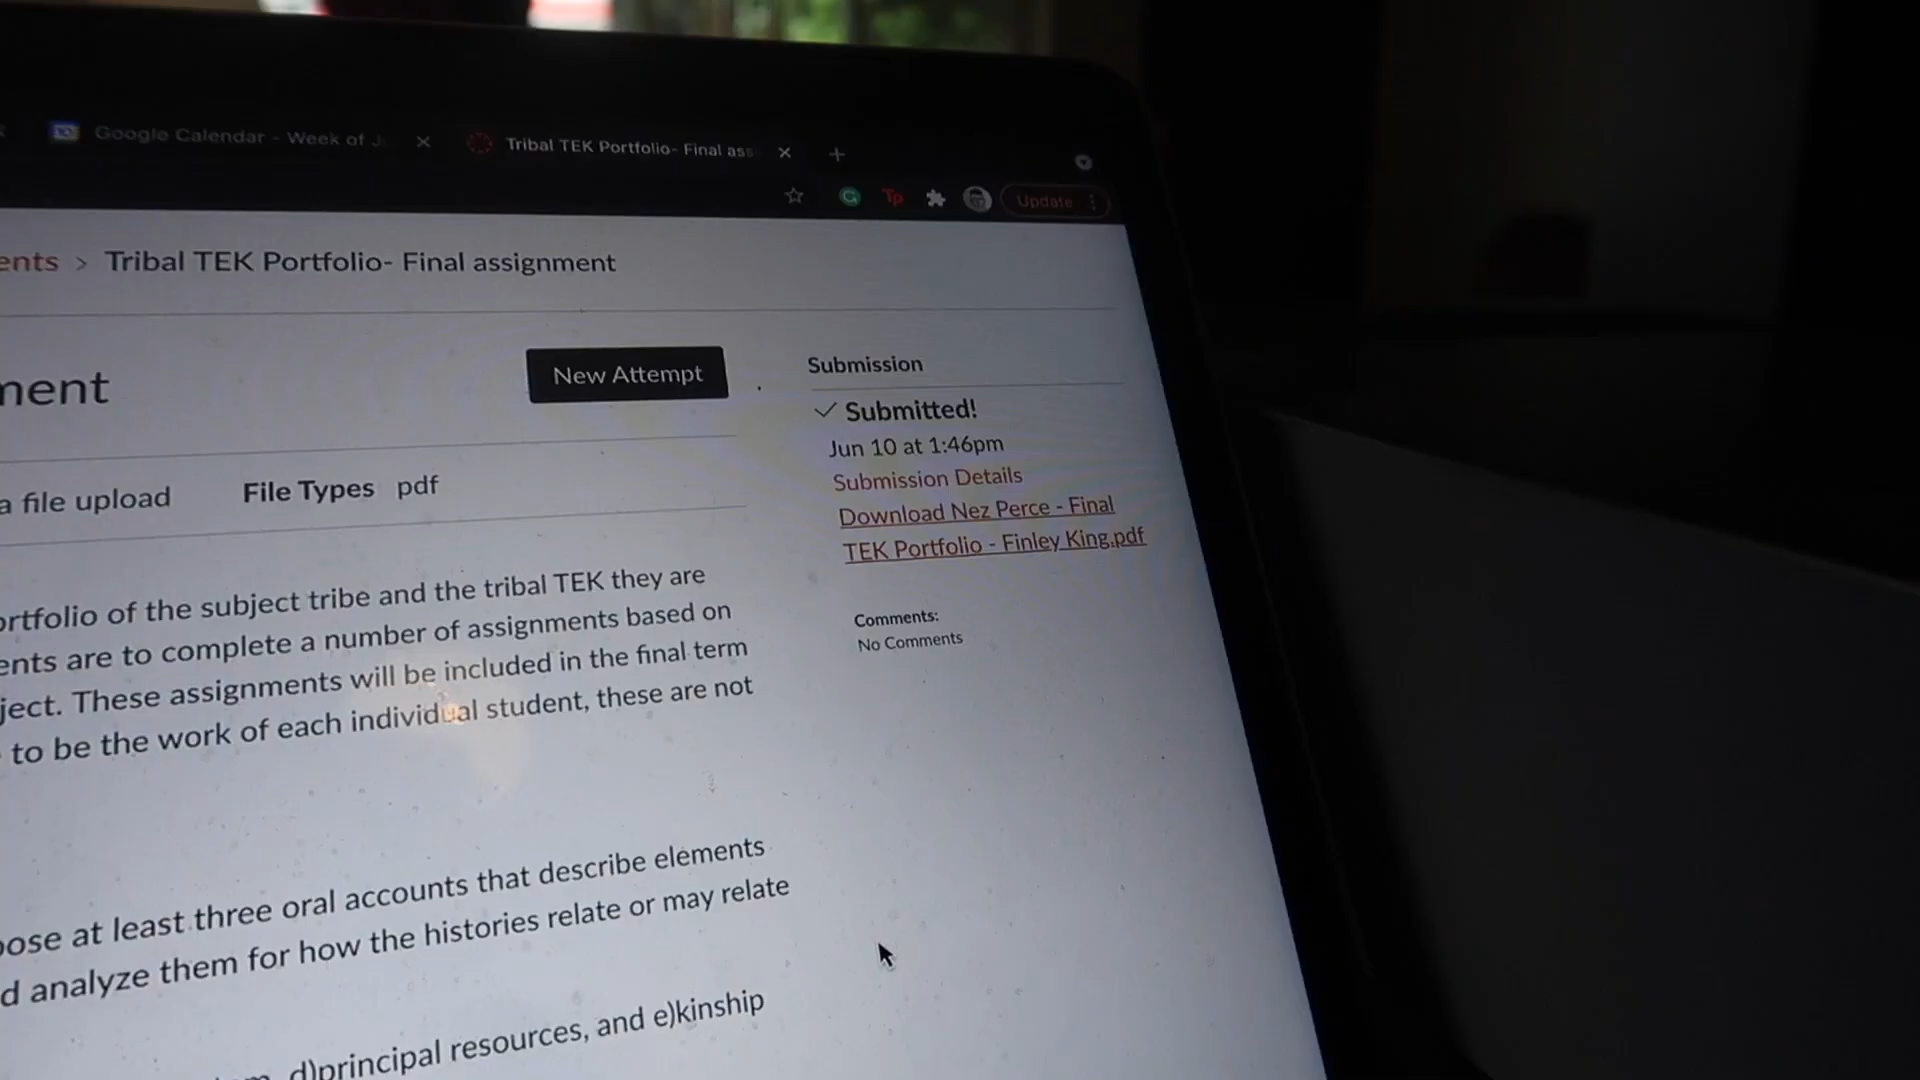 Google Calendar - Week of J
Tribal TEK Portfolio- Final ass
Tp
Update
ents > Tribal TEK Portfolio- Final assignment
ment
New Attempt
a file upload
File Types pdf
ortfolio of the subject tribe and the tribal TEK they are
ents are to complete a number of assignments based on
ject. These assignments will be included in the final term
to be the work of each individual student, these are not
oose at least three oral accounts that describe elements
d analyze them for how the histories relate or may relate
d)principal resources, and e)kinship
Submission
Submitted!
Jun 10 at 1:46pm
Submission Details
Download Nez Perce - Final
TEK Portfolio - Finley King.pdf
Comments:
No Comments